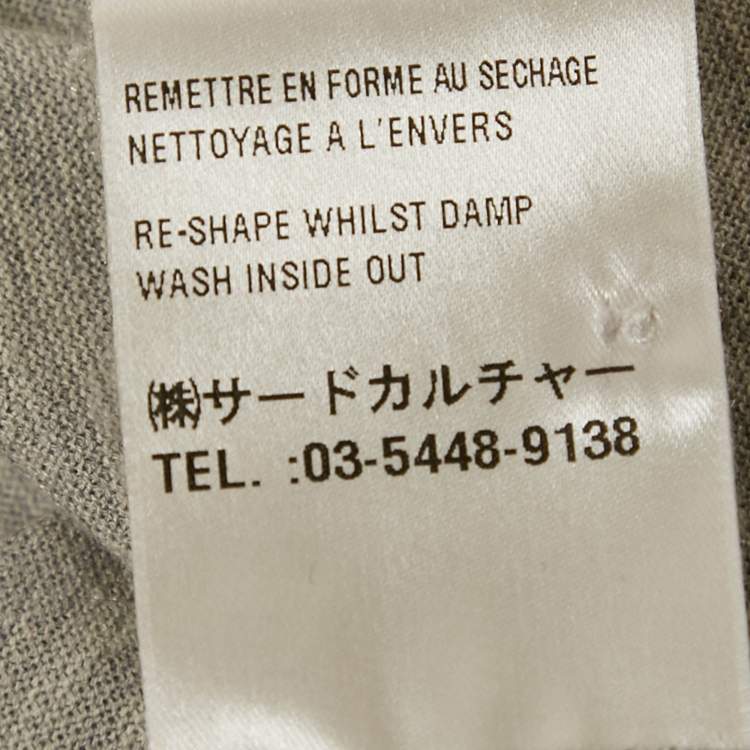 REMETTRE EN FORME AU SECHAGE
NETTOYAGE A L'ENVERS
RE-SHAPE WHILST DAMP
WASH INSIDE OUT
㈱サードカルチャー
TEL. :03-5448-9138